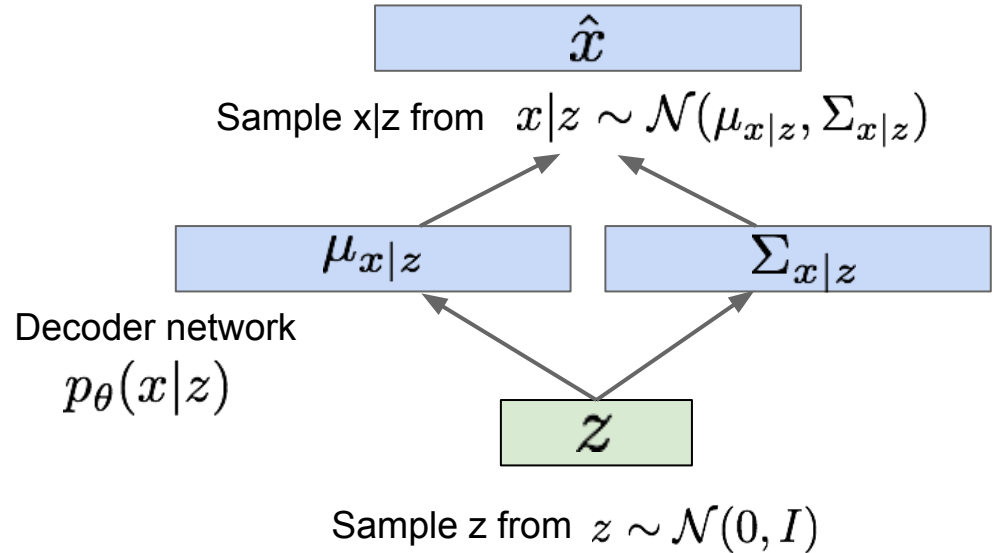 x̂
Sample x|z from x|z ∼ 𝒩(μ_{x|z}, Σ_{x|z})
μ_{x|z} Σ_{x|z}
Decoder network
p_θ(x|z)
z
Sample z from z ∼ 𝒩(0, I)